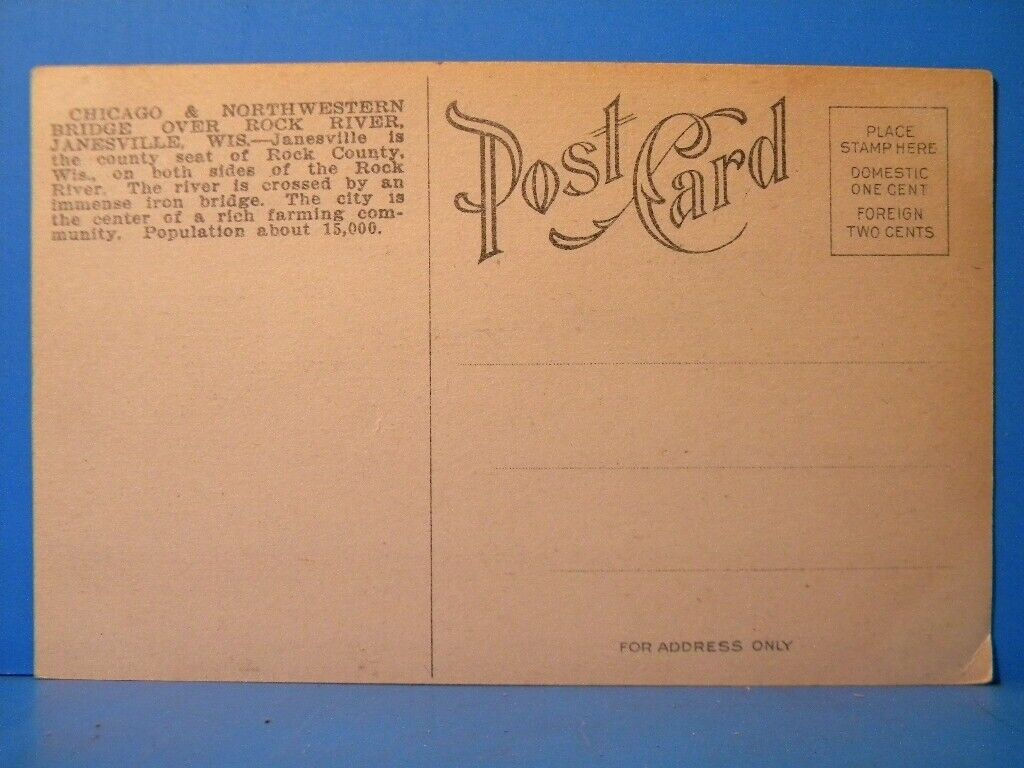 CHICAGO & NORTHWESTERN
BRIDGE OVER ROCK RIVER,
JANESVILLE, WIS.—Janesville is
the county seat of Rock County,
Wis., on both sides of the Rock
River. The river is crossed by an
immense iron bridge. The city is
the center of a rich farming com-
munity. Population about 15,000.
Post Card
PLACE
STAMP HERE
DOMESTIC
ONE CENT
FOREIGN
TWO CENTS
FOR ADDRESS ONLY